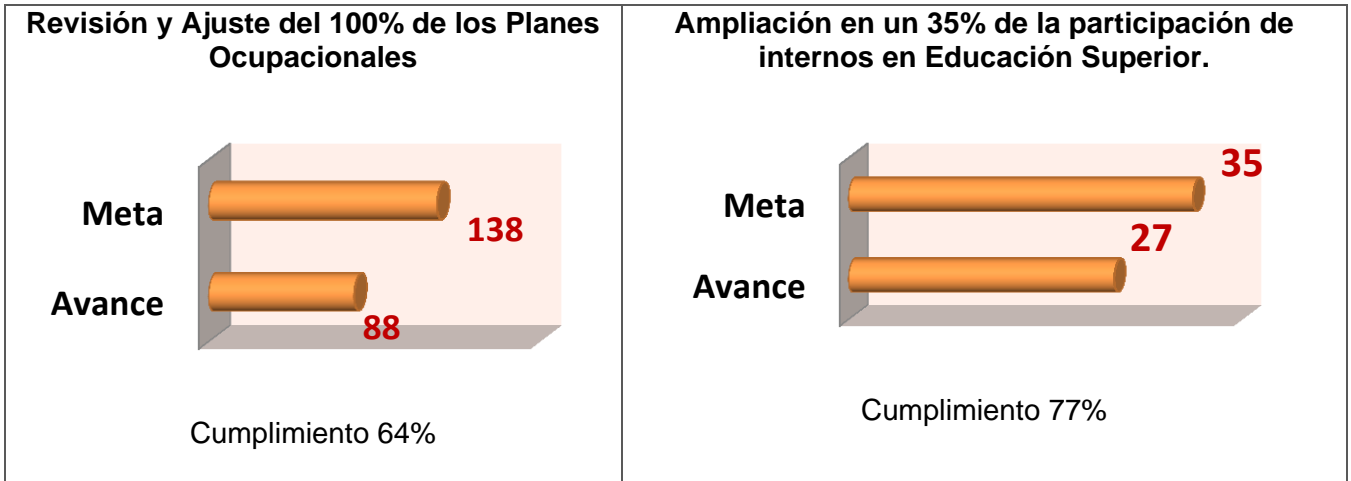 Revisión y Ajuste del 100% de los Planes
Ocupacionales
Meta
138
Avance
88
Cumplimiento 64%
Ampliación en un 35% de la participación de
internos en Educación Superior.
35
Meta
27
Avance
Cumplimiento 77%